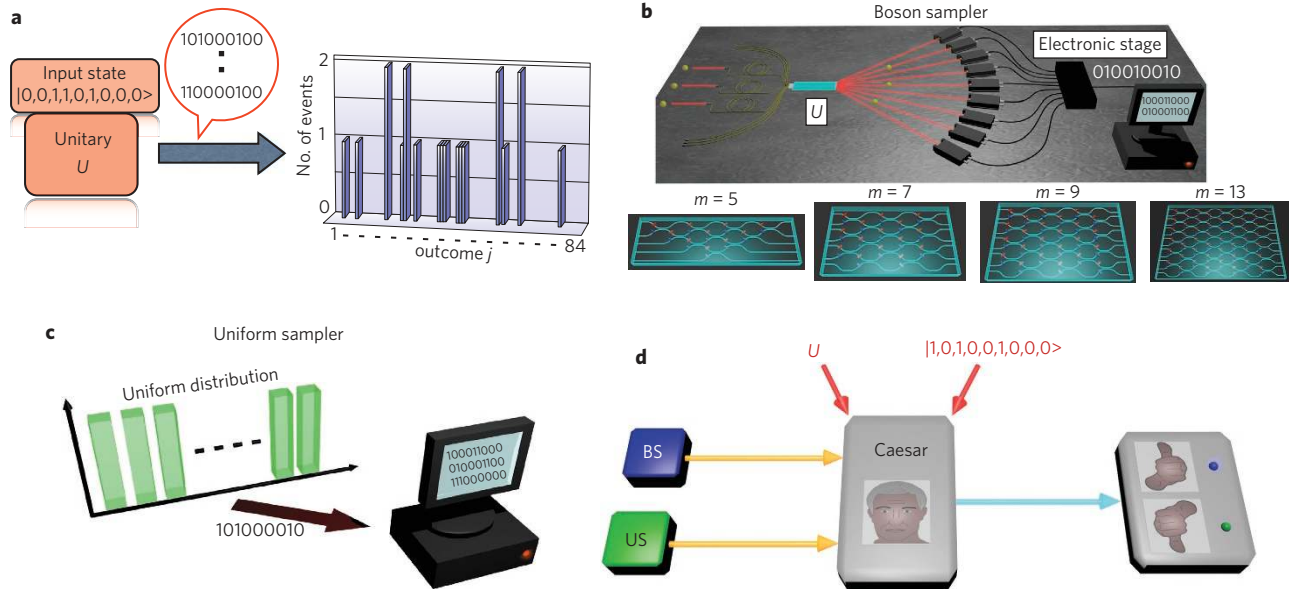 a
Input state
|0,0,1,1,0,1,0,0,0>
Unitary
U
101000100
110000100
No. of events
2
1
0
1
84
outcome j
b
Boson sampler
Electronic stage
010010010
U
100011000
010001100
m = 5
m = 7
m = 9
m = 13
c
Uniform sampler
Uniform distribution
101000010
100011000
010001100
111000000
d
U
|1,0,1,0,0,1,0,0,0>
BS
US
Caesar